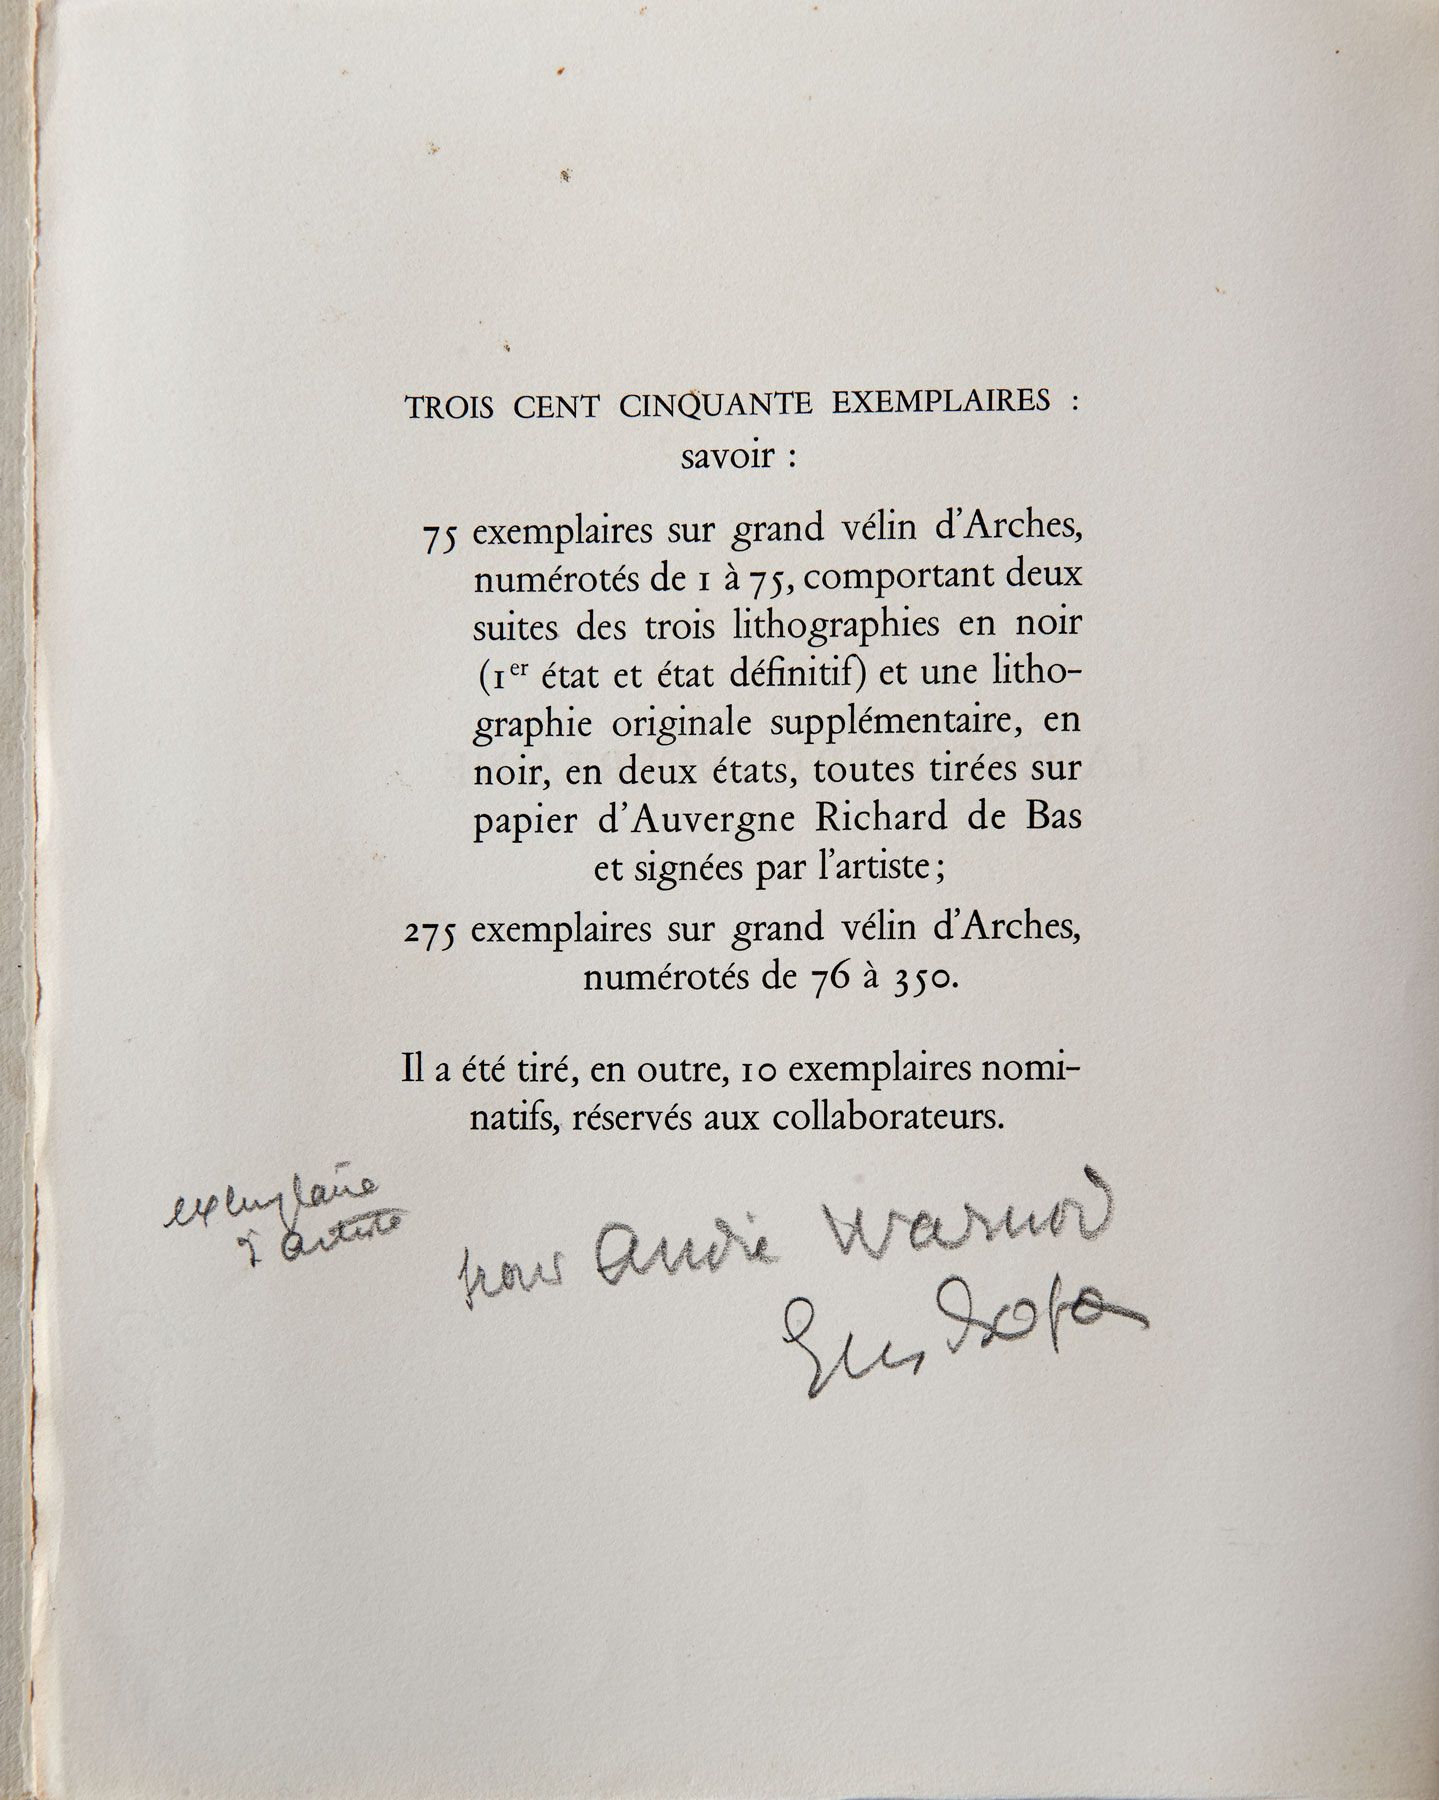 TROIS CENT CINQUANTE EXEMPLAIRES :
savoir :
75 exemplaires sur grand vélin d'Arches,
numérotés de 1 à 75, comportant deux
suites des trois lithographies en noir
(1er état et état définitif) et une litho-
graphie originale supplémentaire, en
noir, en deux états, toutes tirées sur
papier d'Auvergne Richard de Bas
et signées par l'artiste ;
275 exemplaires sur grand vélin d'Arches,
numérotés de 76 à 350.
Il a été tiré, en outre, 10 exemplaires nomi-
natifs, réservés aux collaborateurs.
exemplaire
d'artiste
pour André Warnod